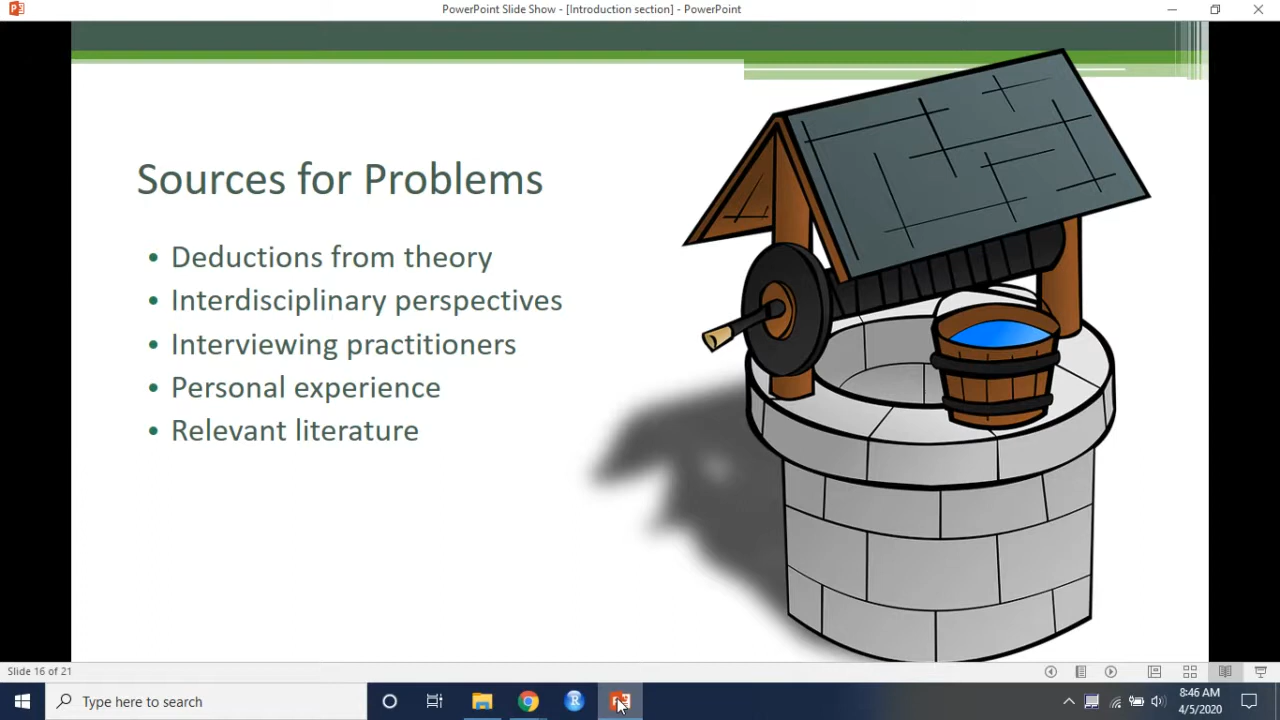 PowerPoint Slide Show - [Introduction section] - PowerPoint
Sources for Problems
• Deductions from theory
• Interdisciplinary perspectives
• Interviewing practitioners
• Personal experience
• Relevant literature
Slide 16 of 21
Type here to search
8:46 AM
4/5/2020